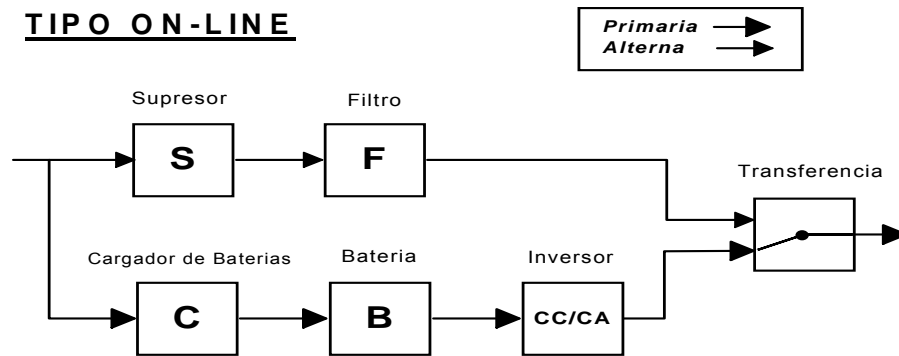 TIPO ON-LINE
Primaria
Alterna
Supresor
Filtro
S
F
Transferencia
Cargador de Baterias
Bateria
Inversor
C
B
CC/CA